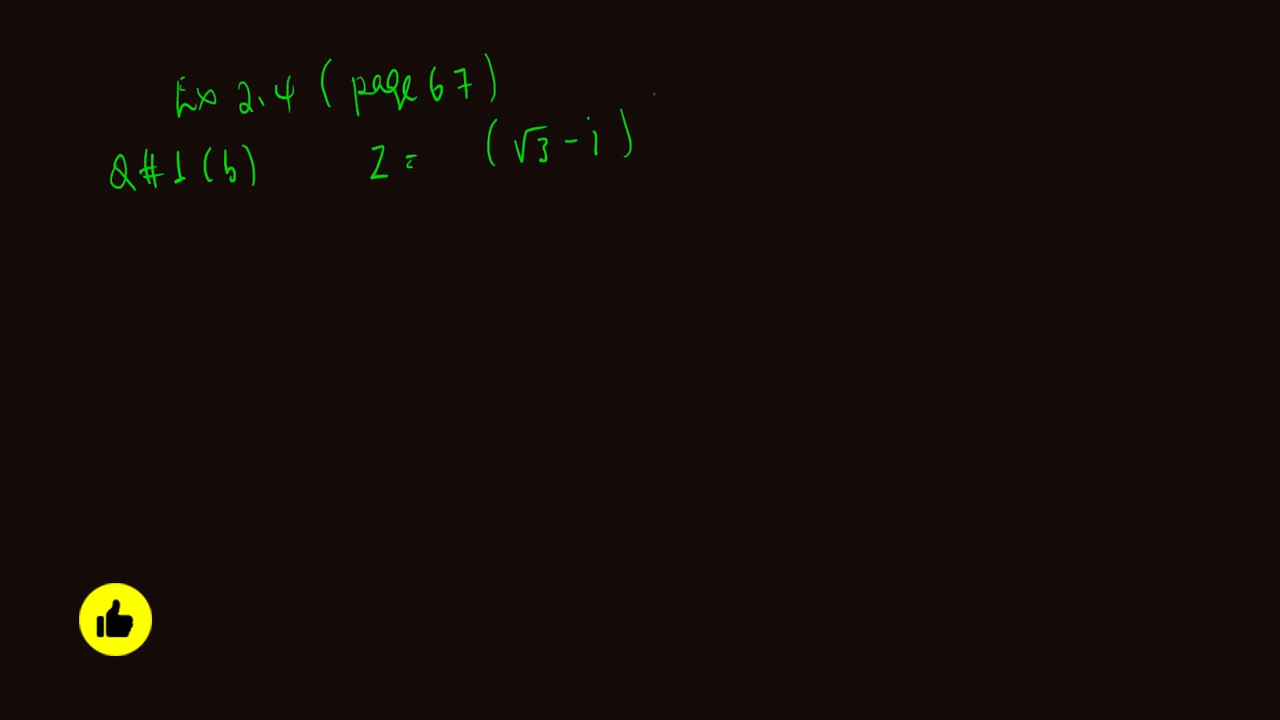 Ex 2.4 (page 67)
Q#1(b) Z = (√3 - i)